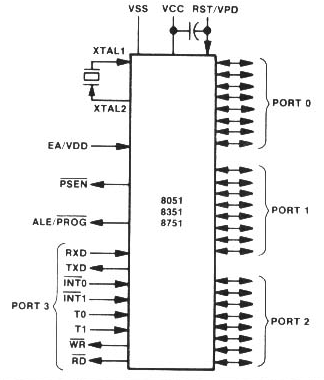 VSS VCC RST/VPD
XTAL1
XTAL2
EA/VDD
PSEN
ALE/PROG
RXD
TXD
INT0
INT1
T0
T1
WR
RD
PORT 3
8051
8351
8751
PORT 0
PORT 1
PORT 2